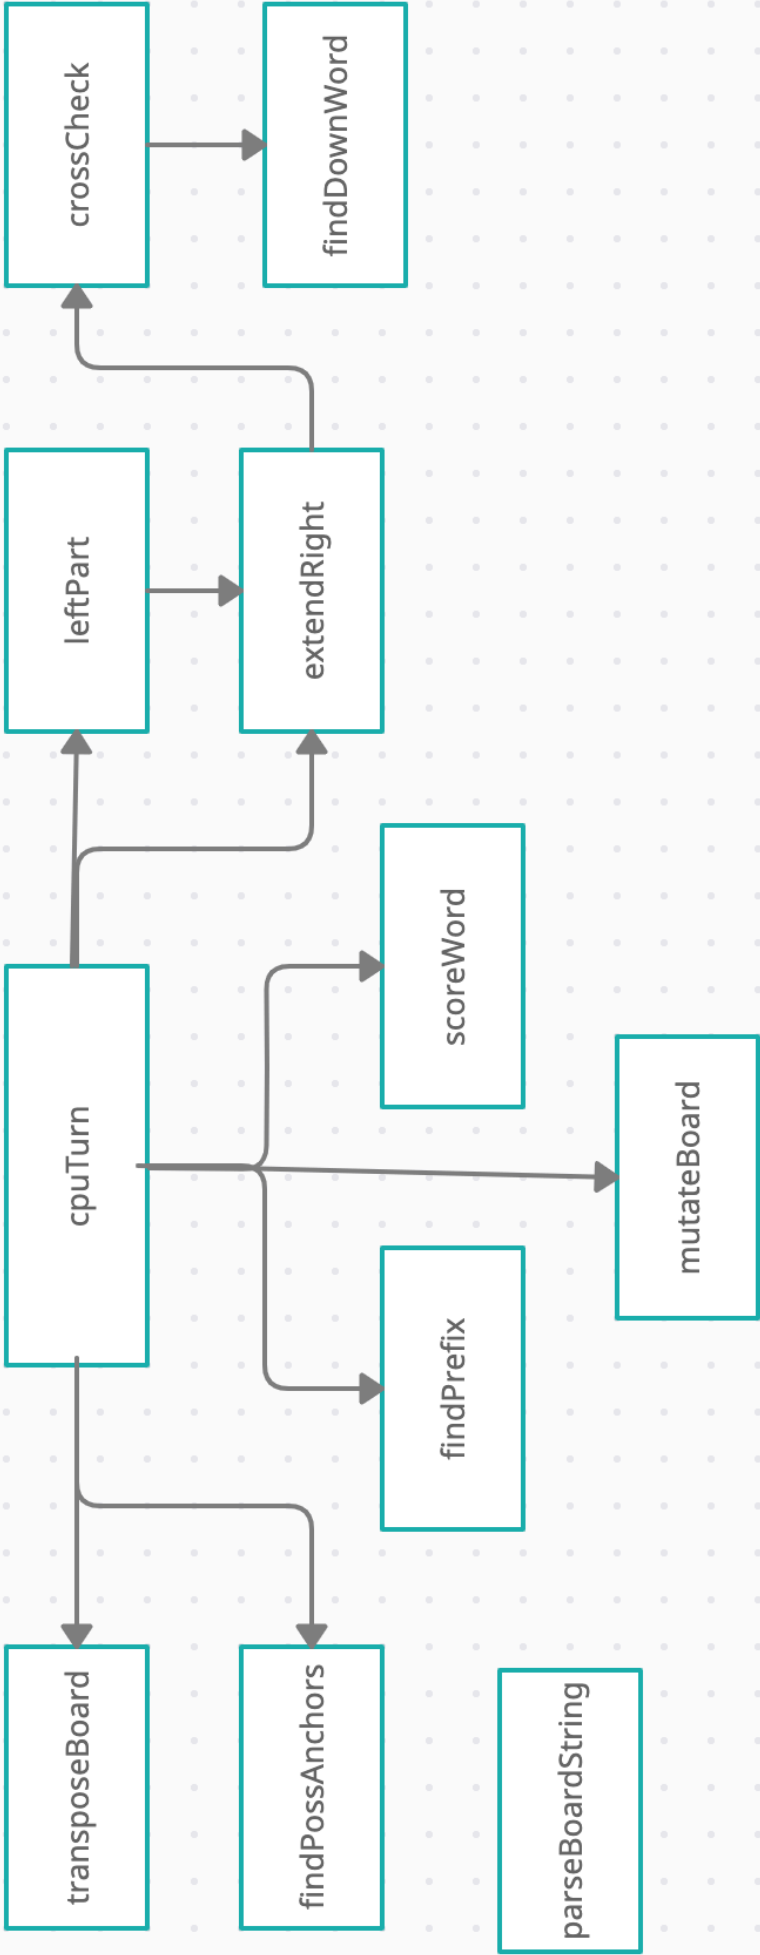 transposeBoard
cpuTurn
leftPart
crossCheck
findPossAnchors
extendRight
findDownWord
findPrefix
scoreWord
parseBoardString
mutateBoard